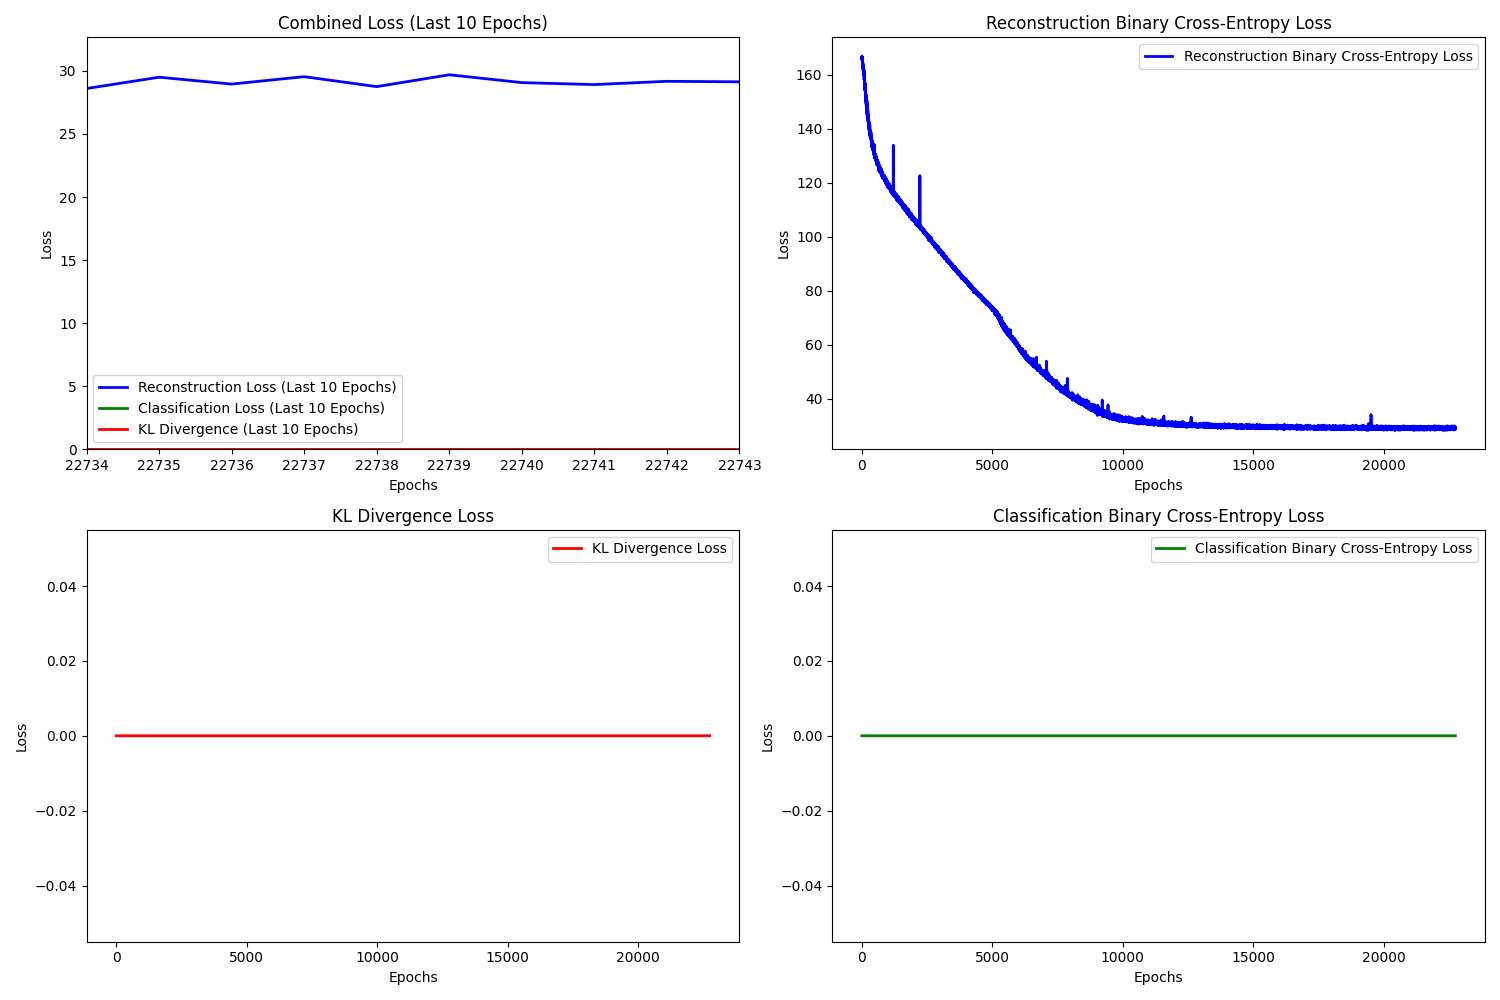 Combined Loss (Last 10 Epochs)
30
25
20
15
10
5
0
Loss
Reconstruction Loss (Last 10 Epochs)
Classification Loss (Last 10 Epochs)
KL Divergence (Last 10 Epochs)
22734 22735 22736 22737 22738 22739 22740 22741 22742 22743
Epochs
Reconstruction Binary Cross-Entropy Loss
Reconstruction Binary Cross-Entropy Loss
160
140
120
100
80
60
40
Loss
0 5000 10000 15000 20000
Epochs
KL Divergence Loss
KL Divergence Loss
0.04
0.02
0.00
−0.02
−0.04
Loss
0 5000 10000 15000 20000
Epochs
Classification Binary Cross-Entropy Loss
Classification Binary Cross-Entropy Loss
0.04
0.02
0.00
−0.02
−0.04
Loss
0 5000 10000 15000 20000
Epochs